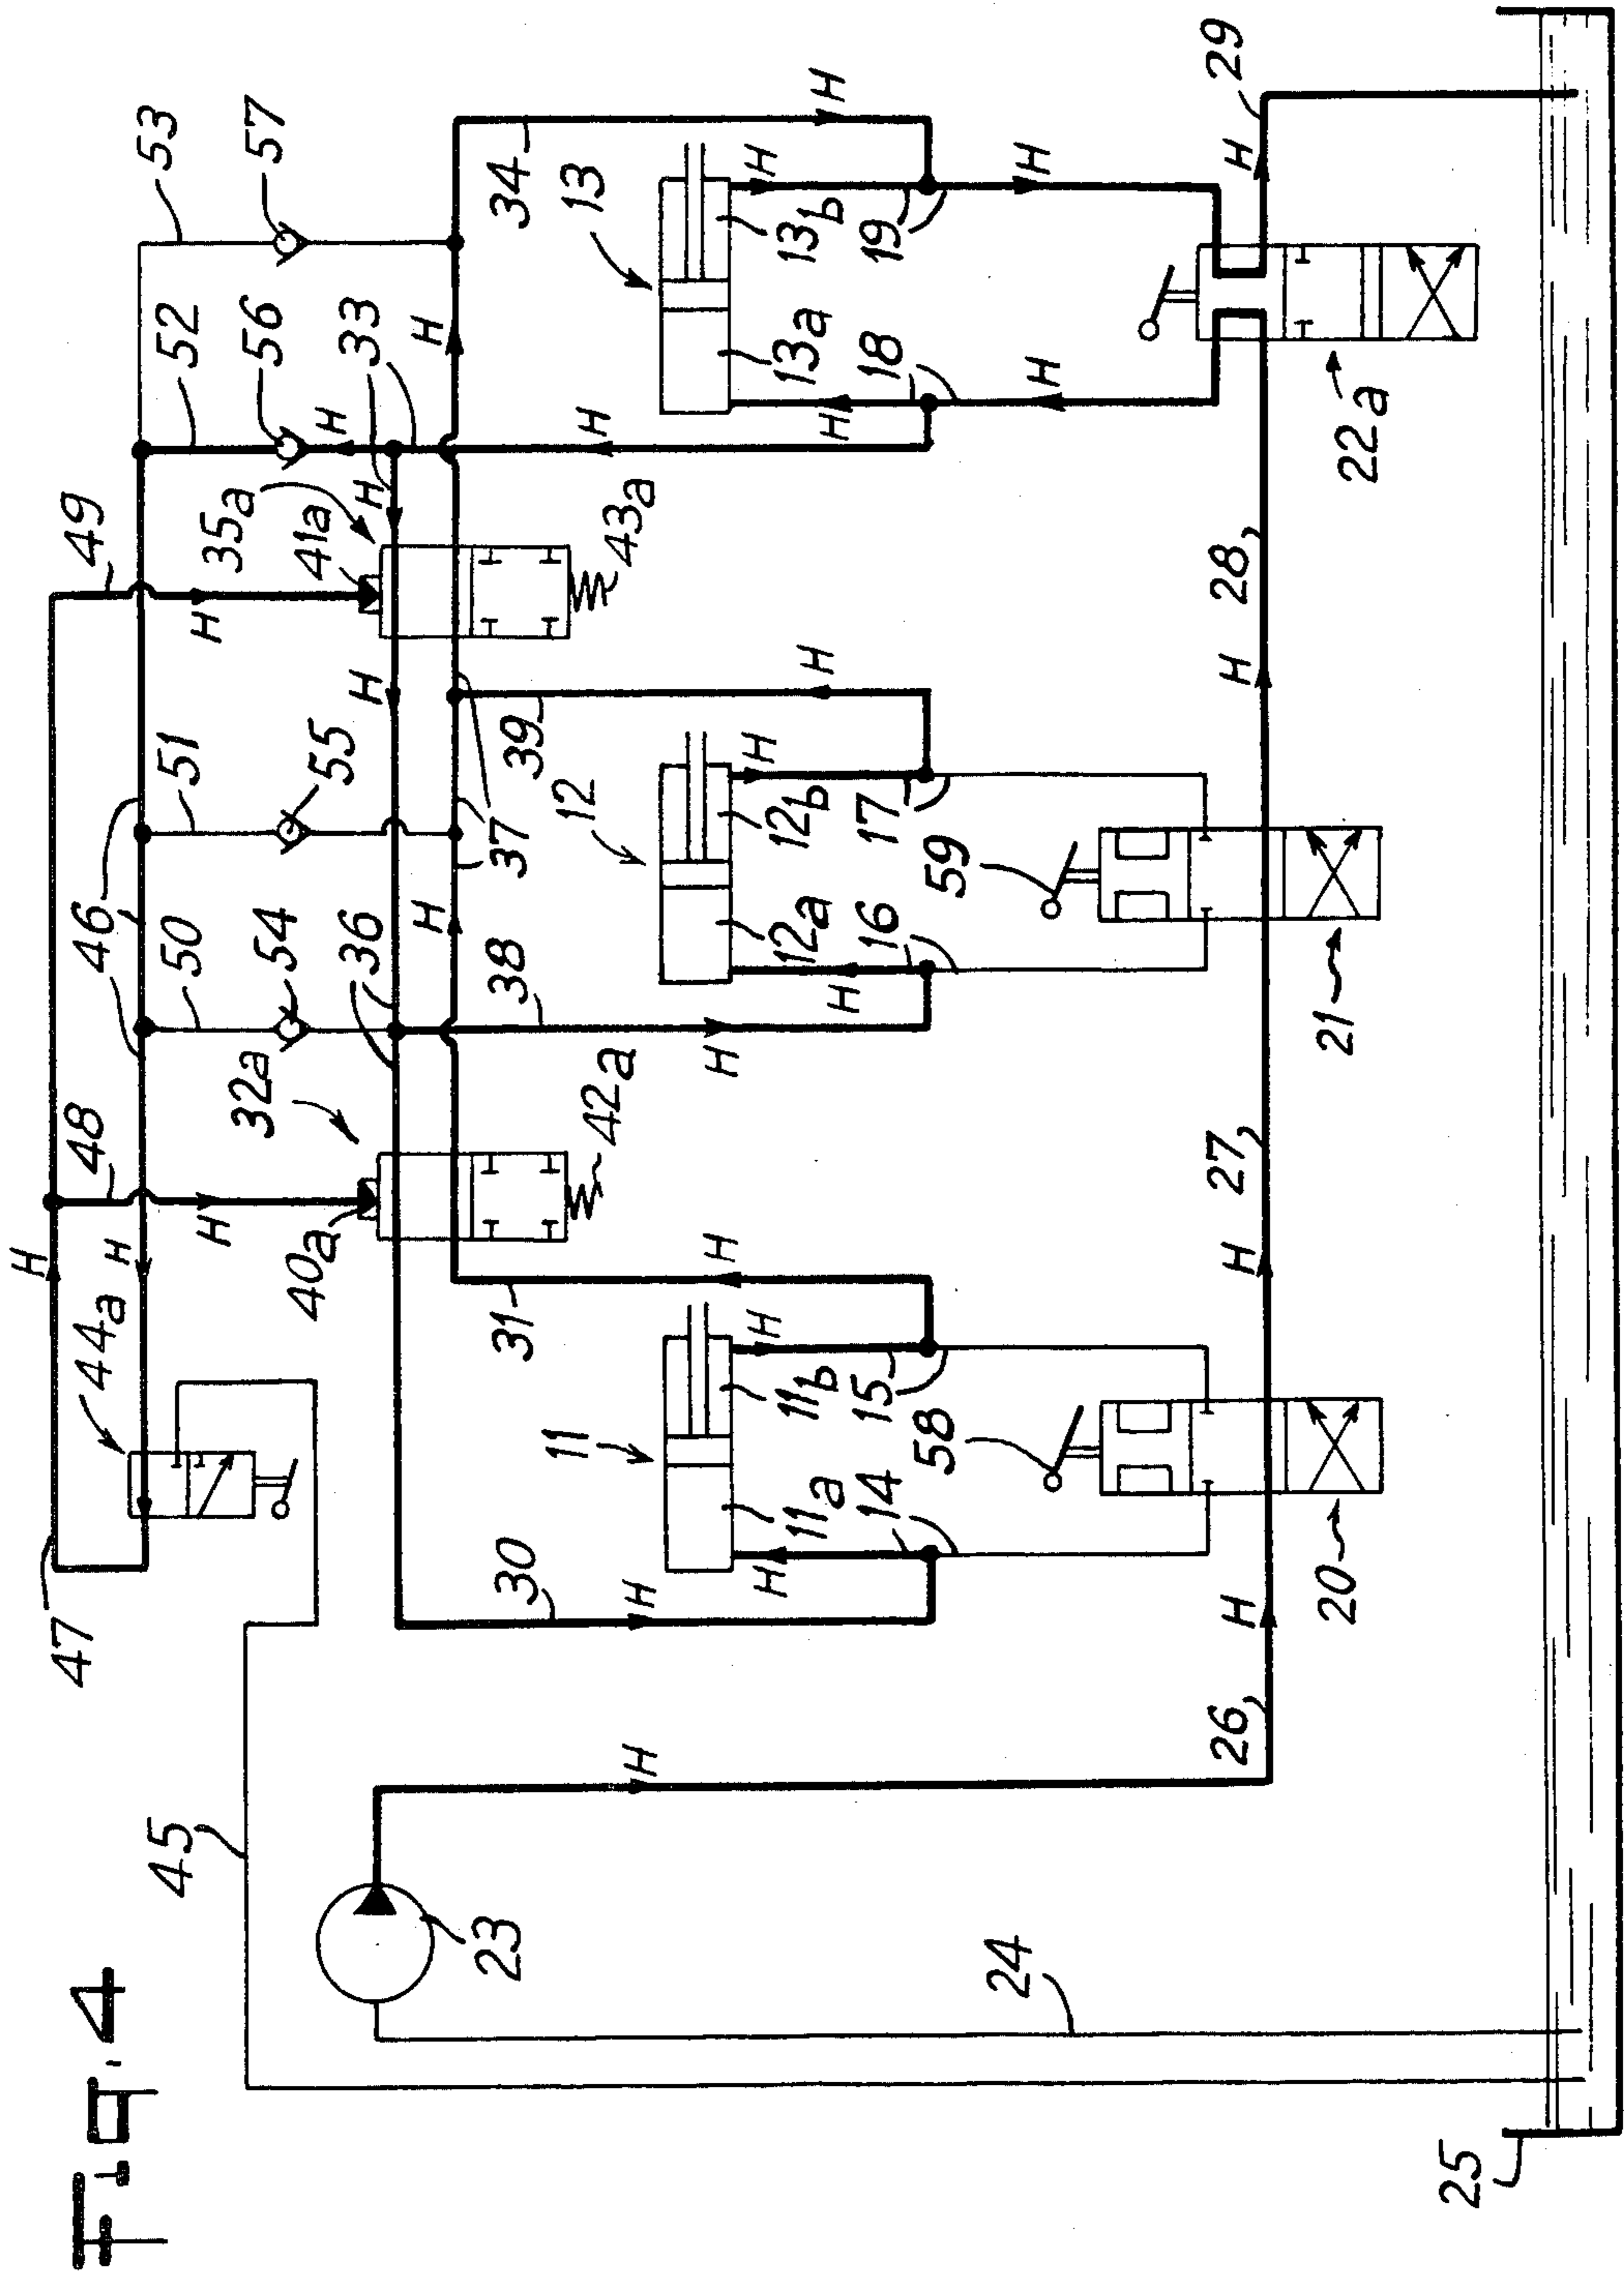 Fig. 4
47
H
48
49
H
44a
46
53
H
50
51
52
57
45
54
55
56
33
H
H
32a
35a
41a
H
40a
36
H
H
H
42a
43a
H
37
H
23
30
31
38
39
34
H
H
H
H
H
H
H
11
12
13
11a
11b
12a
12b
13a
13b
H
H
H
H
H
H
14
15
16
17
18
19
H
H
58
59
24
26
H
H
27
H
28
H
29
20
21
22a
25